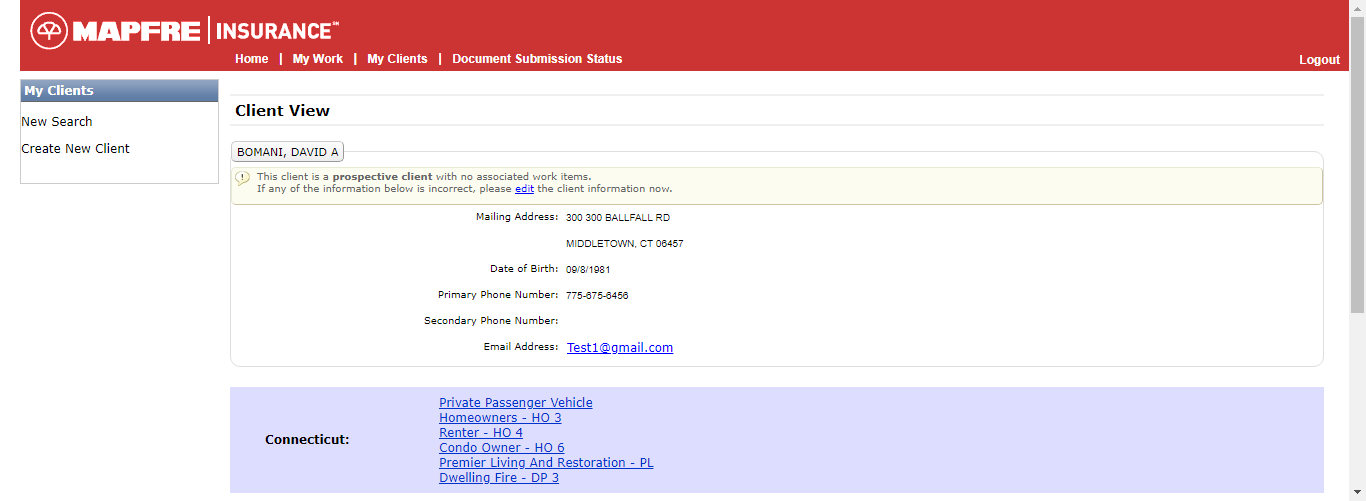 MAPFRE | INSURANCE℠
Home | My Work | My Clients | Document Submission Status
Logout
My Clients
New Search
Create New Client
Client View
BOMANI, DAVID A
This client is a prospective client with no associated work items.
If any of the information below is incorrect, please edit the client information now.
Mailing Address: 300 300 BALLFALL RD
MIDDLETOWN, CT 06457
Date of Birth: 09/8/1981
Primary Phone Number: 775-675-6456
Secondary Phone Number:
Email Address: Test1@gmail.com
Connecticut:
Private Passenger Vehicle
Homeowners - HO 3
Renter - HO 4
Condo Owner - HO 6
Premier Living And Restoration - PL
Dwelling Fire - DP 3